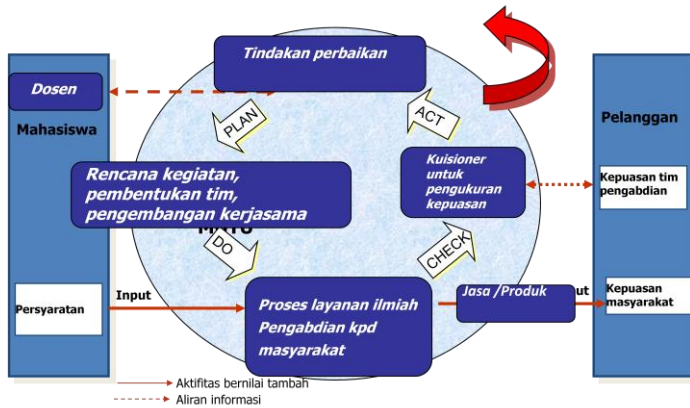 Tindakan perbaikan
Dosen
Mahasiswa
PLAN
ACT
Pelanggan
Rencana kegiatan,
pembentukan tim,
pengembangan kerjasama
Kuisioner
untuk
pengukuran
kepuasan
Kepuasan tim
pengabdian
DO
CHECK
Persyaratan
Input
Proses layanan ilmiah
Pengabdian kpd
masyarakat
Jasa /Produk
ut
Kepuasan
masyarakat
Aktifitas bernilai tambah
Aliran informasi